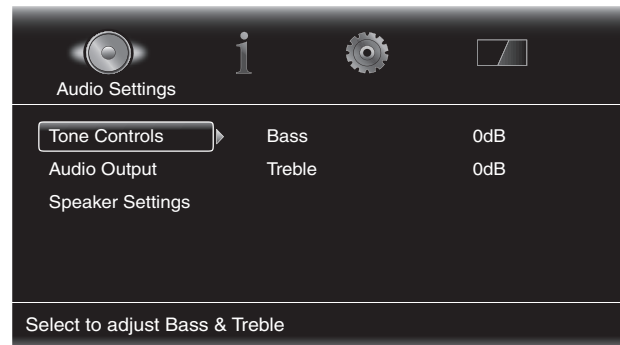 Audio Settings
Tone Controls Bass 0dB
Audio Output Treble 0dB
Speaker Settings
Select to adjust Bass & Treble